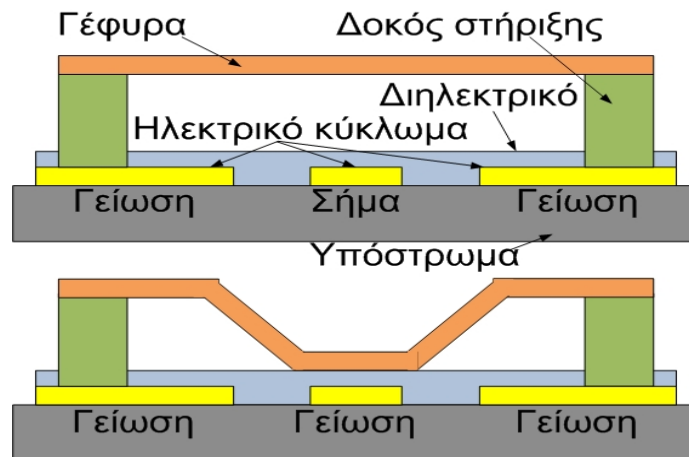 Γέφυρα
Δοκός στήριξης
Διηλεκτρικό
Ηλεκτρικό κύκλωμα
Γείωση Σήμα Γείωση
Υπόστρωμα
Γείωση Γείωση Γείωση